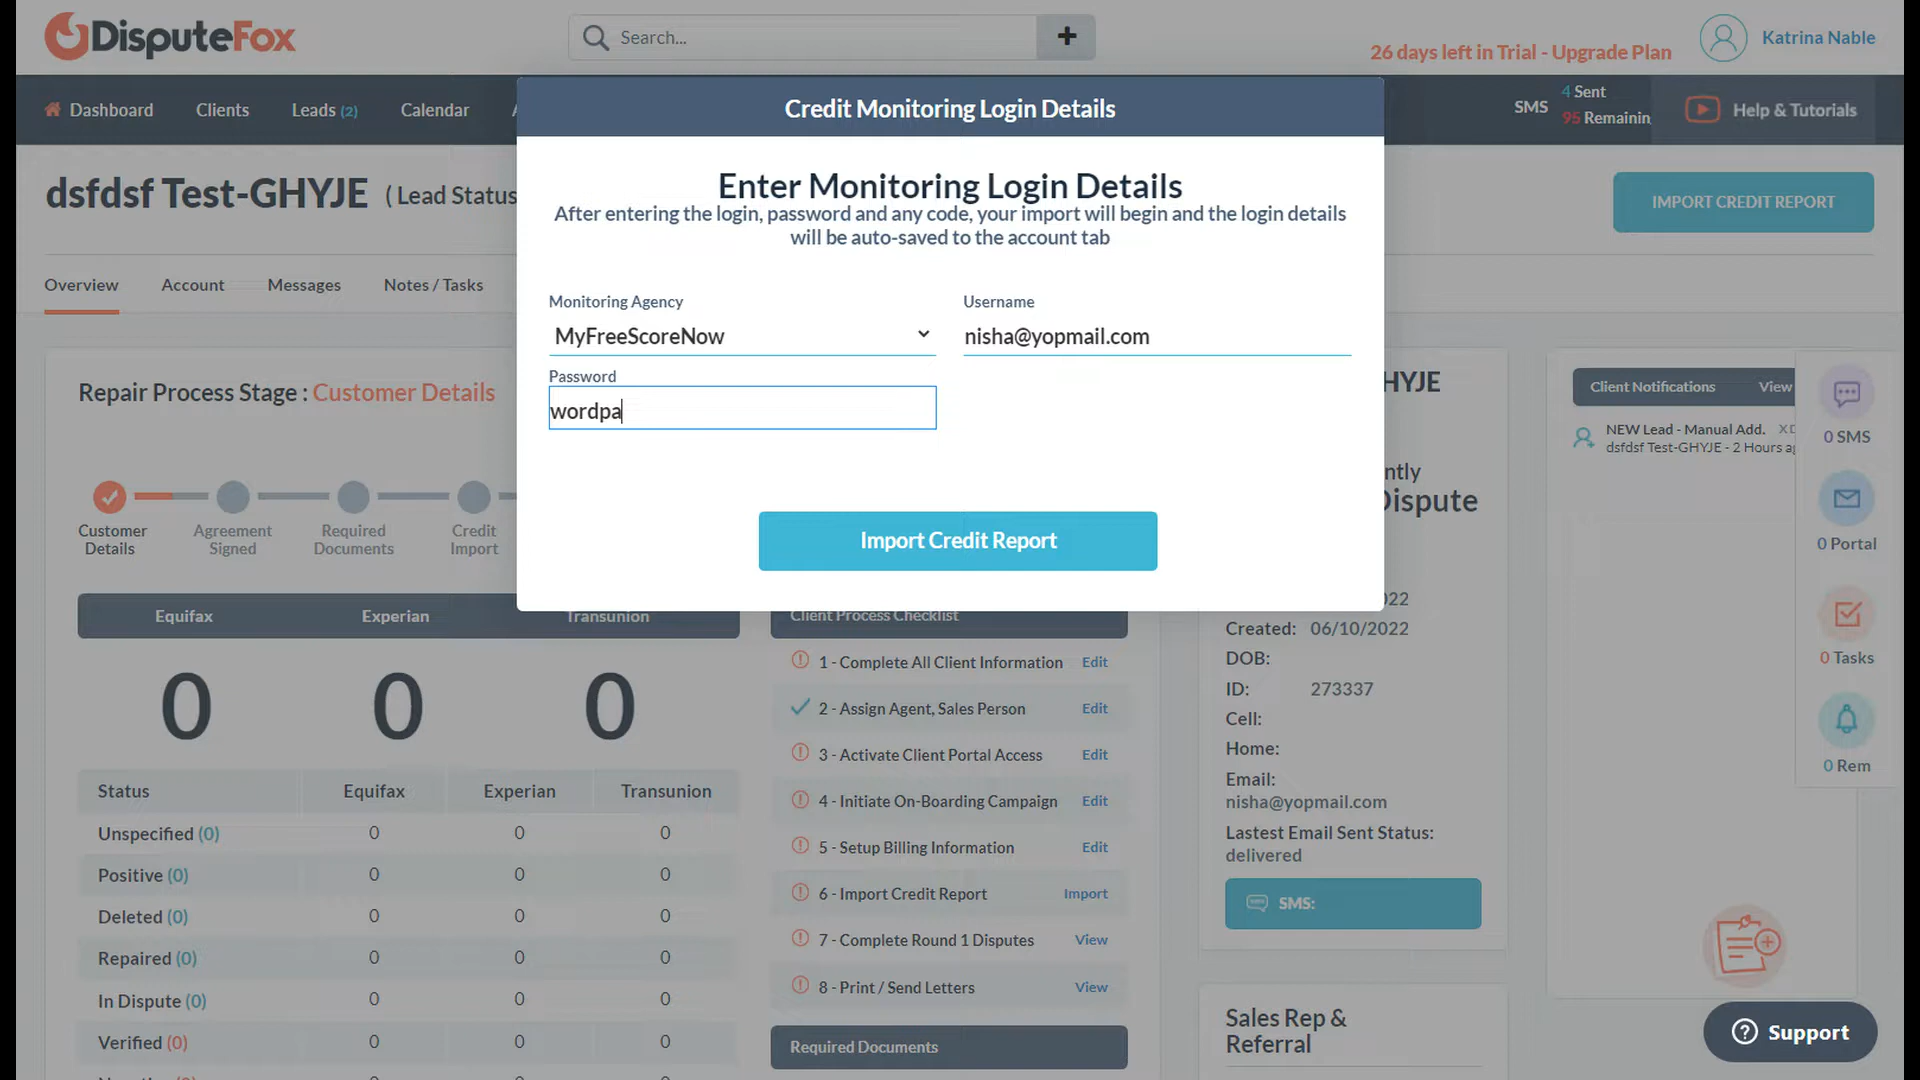 DisputeFox
Search...
+
26 days left in Trial - Upgrade Plan
Katrina Nable
Dashboard
Clients
Leads (2)
Calendar
SMS
4 Sent
95 Remainin
Help & Tutorials
Credit Monitoring Login Details
Enter Monitoring Login Details
After entering the login, password and any code, your import will begin and the login details
will be auto-saved to the account tab
Monitoring Agency
MyFreeScoreNow
Username
nisha@yopmail.com
Password
wordpa
Import Credit Report
dsfdsf Test-GHYJE
( Lead Status
IMPORT CREDIT REPORT
Overview
Account
Messages
Notes / Tasks
Repair Process Stage : Customer Details
Customer
Details
Agreement
Signed
Required
Documents
Credit
Import
Equifax
Experian
Transunion
0
0
0
Status
Equifax
Experian
Transunion
Unspecified (0)
0
0
0
Positive (0)
0
0
0
Deleted (0)
0
0
0
Repaired (0)
0
0
0
In Dispute (0)
0
0
0
Verified (0)
0
0
0
Client Process Checklist
1 - Complete All Client Information
Edit
2 - Assign Agent, Sales Person
Edit
3 - Activate Client Portal Access
Edit
4 - Initiate On-Boarding Campaign
Edit
5 - Setup Billing Information
Edit
6 - Import Credit Report
Import
7 - Complete Round 1 Disputes
View
8 - Print / Send Letters
View
Required Documents
HYJE
ntly
Dispute
22
Created: 06/10/2022
DOB:
ID: 273337
Cell:
Home:
Email:
nisha@yopmail.com
Lastest Email Sent Status:
delivered
SMS:
Sales Rep &
Referral
Client Notifications
View
NEW Lead - Manual Add.
dsfdsf Test-GHYJE - 2 Hours ag
0 SMS
0 Portal
0 Tasks
0 Rem
Support